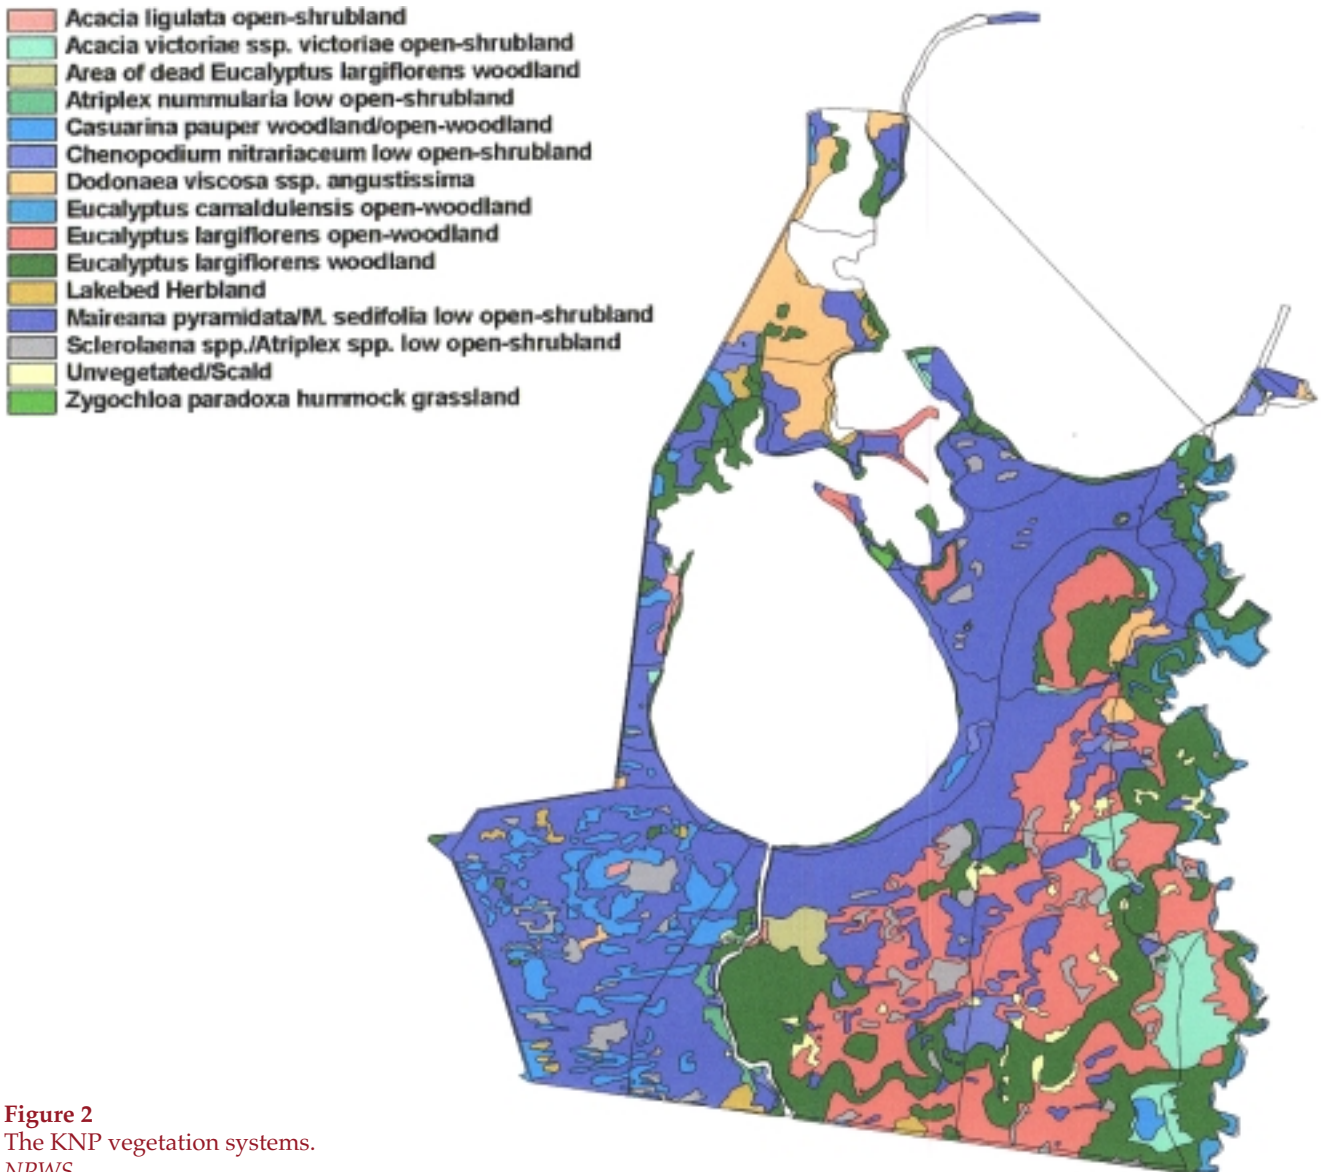 Acacia ligulata open-shrubland
Acacia victoriae ssp. victoriae open-shrubland
Area of dead Eucalyptus largiflorens woodland
Atriplex nummularia low open-shrubland
Casuarina pauper woodland/open-woodland
Chenopodium nitrariaceum low open-shrubland
Dodonaea viscosa ssp. angustissima
Eucalyptus camaldulensis open-woodland
Eucalyptus largiflorens open-woodland
Eucalyptus largiflorens woodland
Lakebed Herbland
Maireana pyramidata/M. sedifolia low open-shrubland
Sclerolaena spp./Atriplex spp. low open-shrubland
Unvegetated/Scald
Zygochloa paradoxa hummock grassland
Figure 2
The KNP vegetation systems.
NPWS